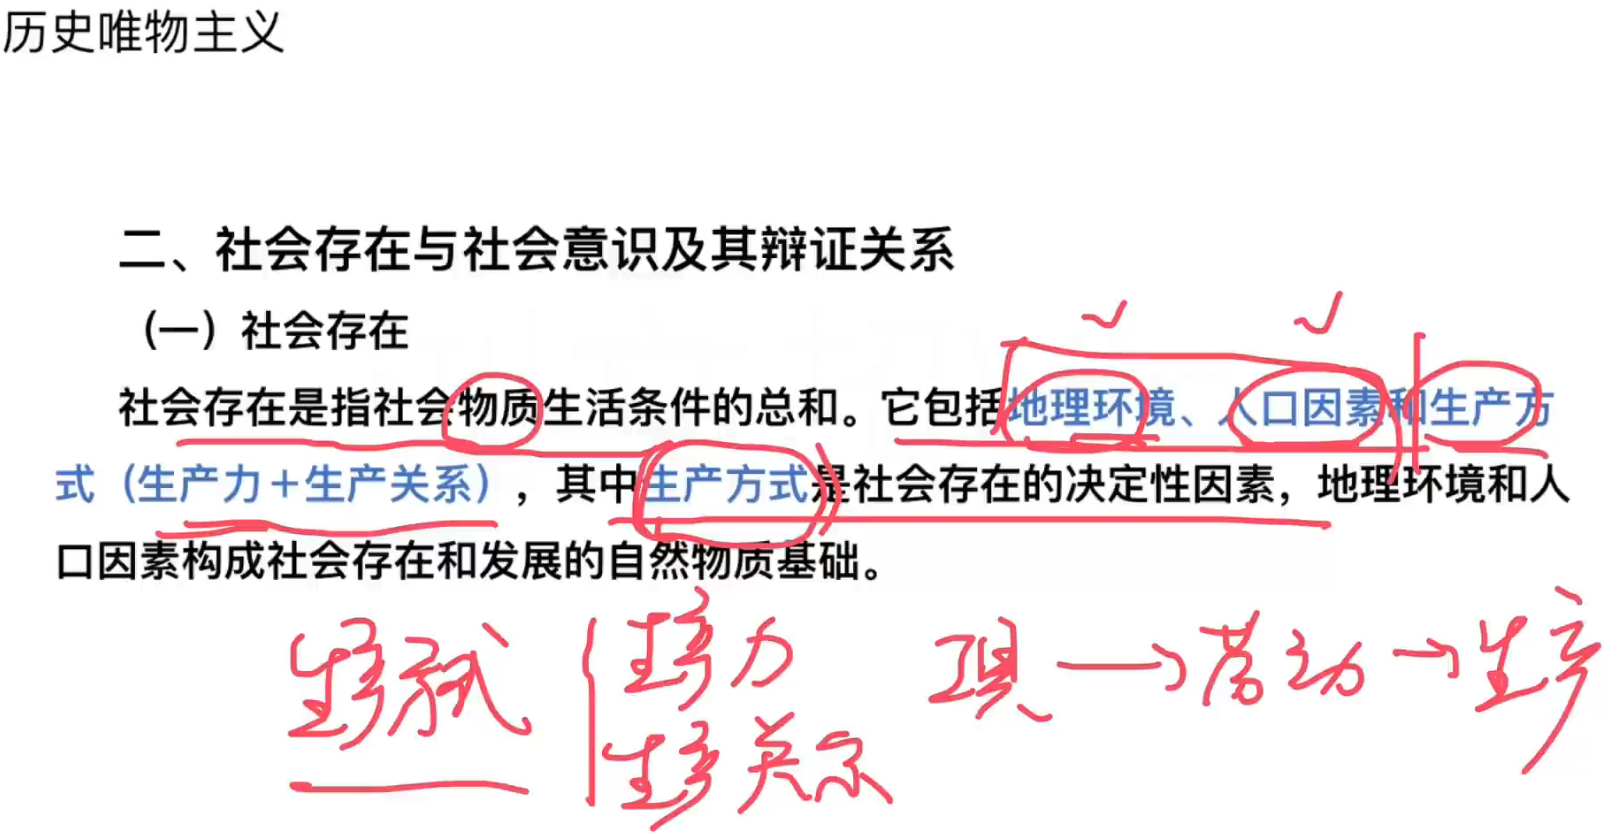 历史唯物主义
二、社会存在与社会意识及其辩证关系
（一）社会存在
社会存在是指社会物质生活条件的总和。它包括地理环境、人口因素和生产方
式（生产力+生产关系），其中生产方式是社会存在的决定性因素，地理环境和人
口因素构成社会存在和发展的自然物质基础。
生产方式 { 生产力
生产关系
→劳动→生产